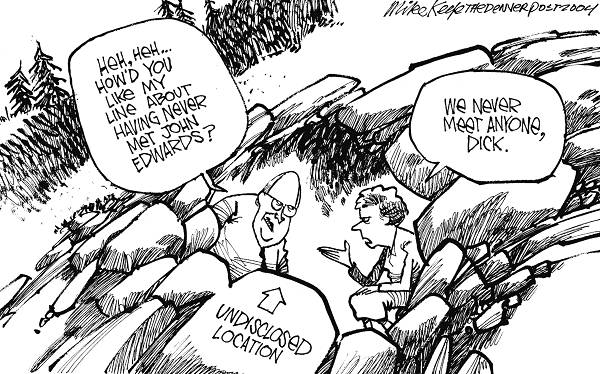 Mike Keefe THE DENVER POST 2004
HEH, HEH...
HOW'D YOU
LIKE MY
LINE ABOUT
HAVING NEVER
MET JOHN
EDWARDS?
WE NEVER
MEET ANYONE,
DICK.
UNDISCLOSED
LOCATION